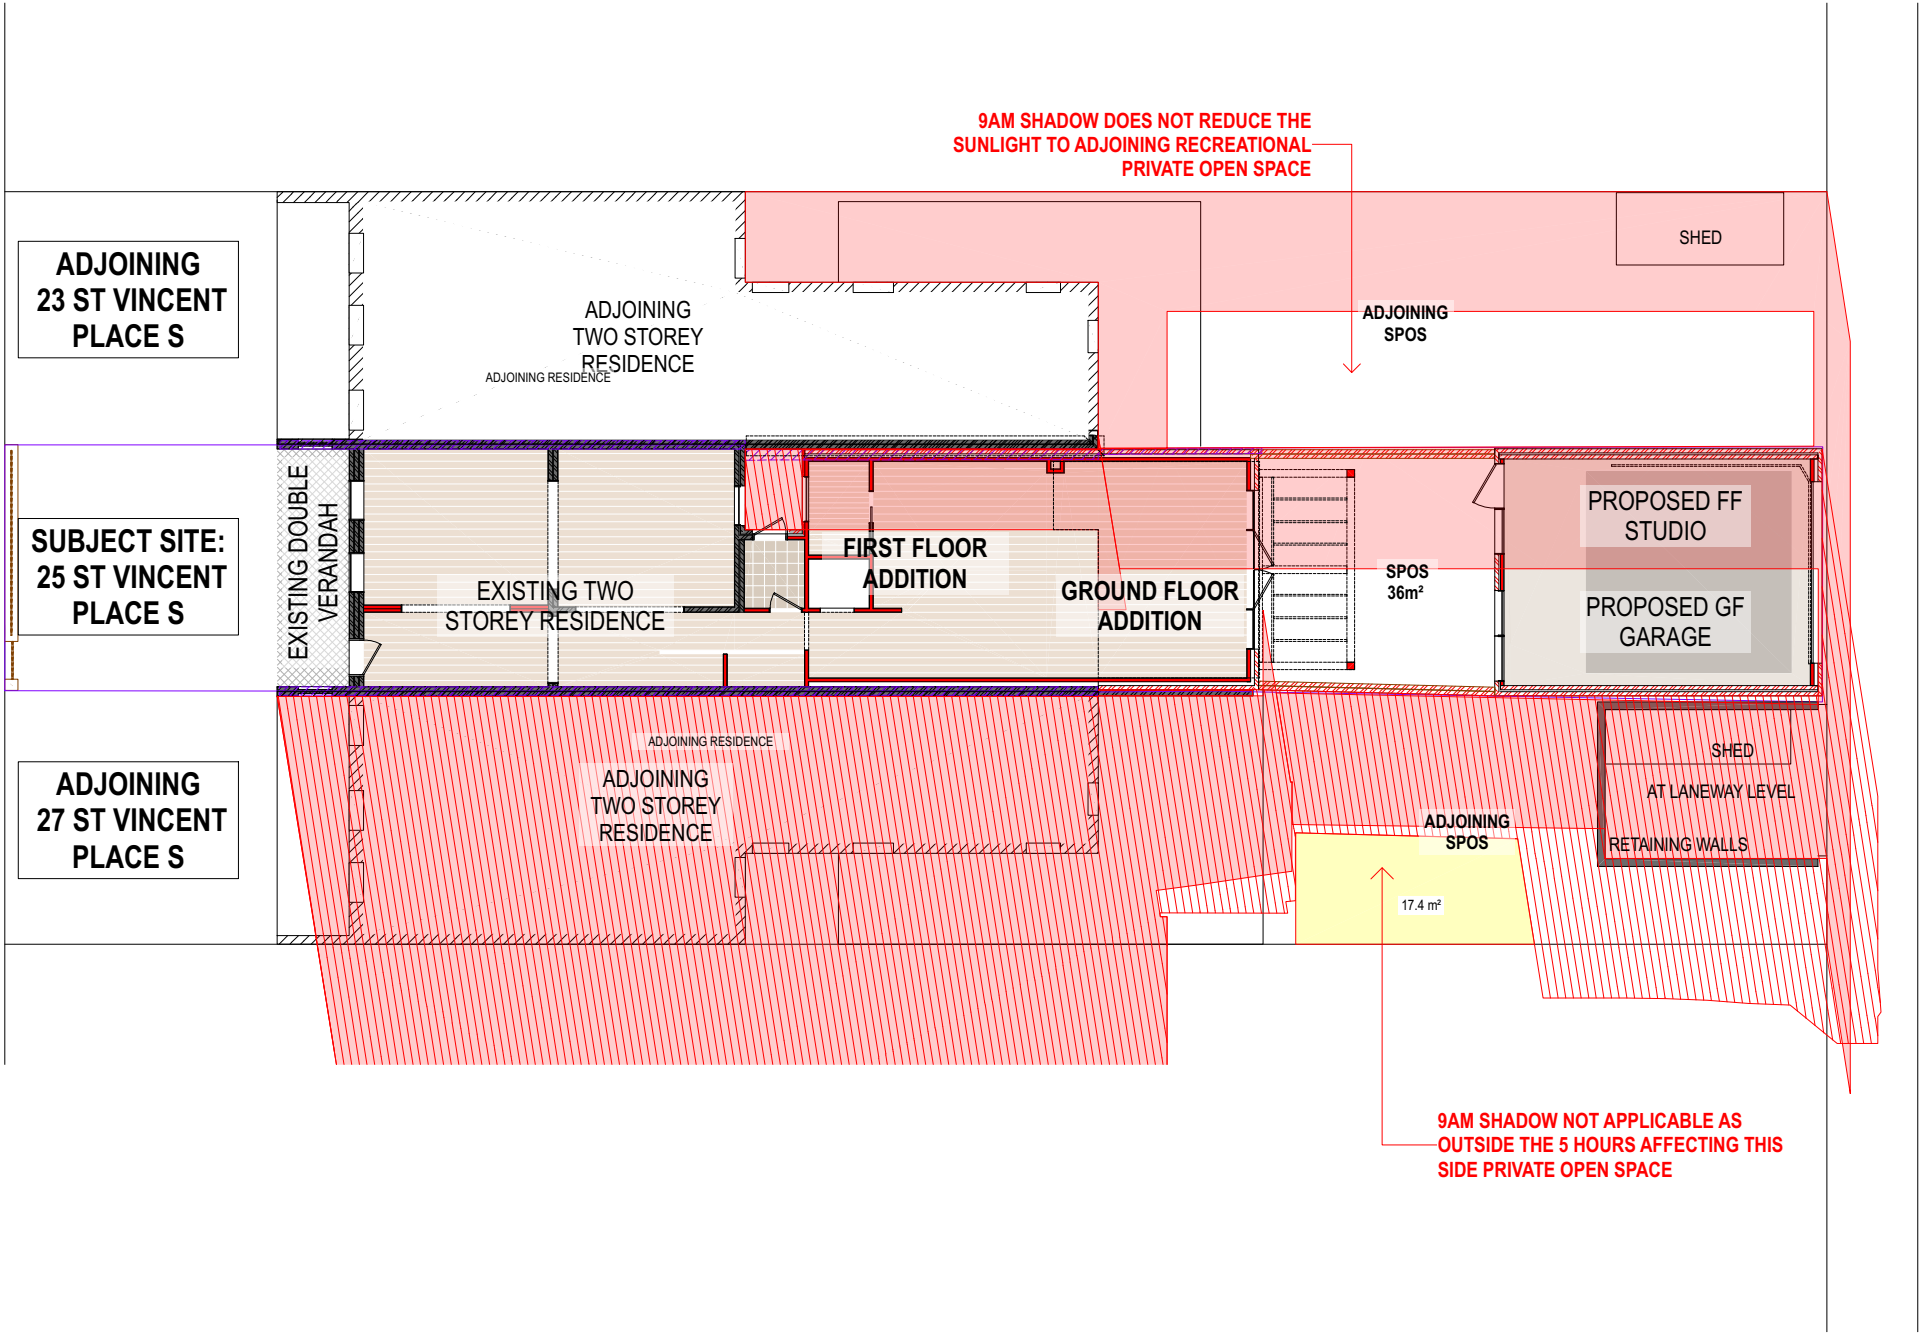 9AM SHADOW DOES NOT REDUCE THE
SUNLIGHT TO ADJOINING RECREATIONAL
PRIVATE OPEN SPACE
ADJOINING
23 ST VINCENT
PLACE S
ADJOINING
TWO STOREY
RESIDENCE
ADJOINING RESIDENCE
SHED
ADJOINING
SPOS
SUBJECT SITE:
25 ST VINCENT
PLACE S
EXISTING DOUBLE
VERANDAH
EXISTING TWO
STOREY RESIDENCE
FIRST FLOOR
ADDITION
GROUND FLOOR
ADDITION
SPOS
36m²
PROPOSED FF
STUDIO
PROPOSED GF
GARAGE
ADJOINING
27 ST VINCENT
PLACE S
ADJOINING RESIDENCE
ADJOINING
TWO STOREY
RESIDENCE
SHED
AT LANEWAY LEVEL
RETAINING WALLS
ADJOINING
SPOS
17.4 m²
9AM SHADOW NOT APPLICABLE AS
OUTSIDE THE 5 HOURS AFFECTING THIS
SIDE PRIVATE OPEN SPACE